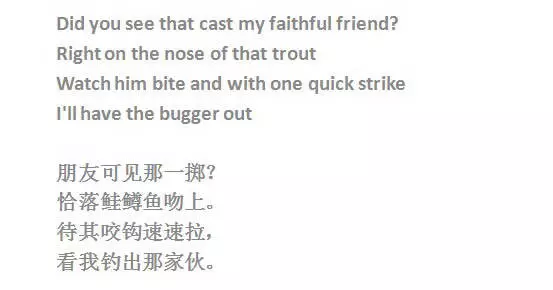 Did you see that cast my faithful friend?
Right on the nose of that trout
Watch him bite and with one quick strike
I'll have the bugger out
朋友可见那一掷?
恰落鲑鳟鱼吻上。
待其咬钩速速拉,
看我钓出那家伙。